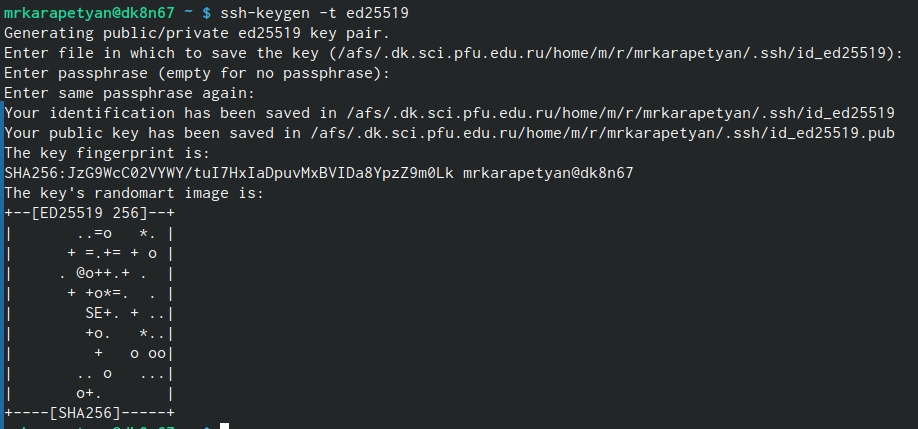 mrkarapetyan@dk8n67 ~ $ ssh-keygen -t ed25519
Generating public/private ed25519 key pair.
Enter file in which to save the key (/afs/.dk.sci.pfu.edu.ru/home/m/r/mrkarapetyan/.ssh/id_ed25519):
Enter passphrase (empty for no passphrase):
Enter same passphrase again:
Your identification has been saved in /afs/.dk.sci.pfu.edu.ru/home/m/r/mrkarapetyan/.ssh/id_ed25519
Your public key has been saved in /afs/.dk.sci.pfu.edu.ru/home/m/r/mrkarapetyan/.ssh/id_ed25519.pub
The key fingerprint is:
SHA256:JzG9WcC02VYWY/tuI7HxIaDpuvMxBVIDa8YpzZ9m0Lk mrkarapetyan@dk8n67
The key's randomart image is:
+--[ED25519 256]--+
|       ..=o   *. |
|      + =.+= + o |
|     . @o++.+ .  |
|      + +o*=.  . |
|        SE+. + ..|
|        +o.   *..|
|         +   o oo|
|       .. o   ...|
|       o+.       |
+----[SHA256]-----+
mrkarapetyan@dk8n67 ~ $